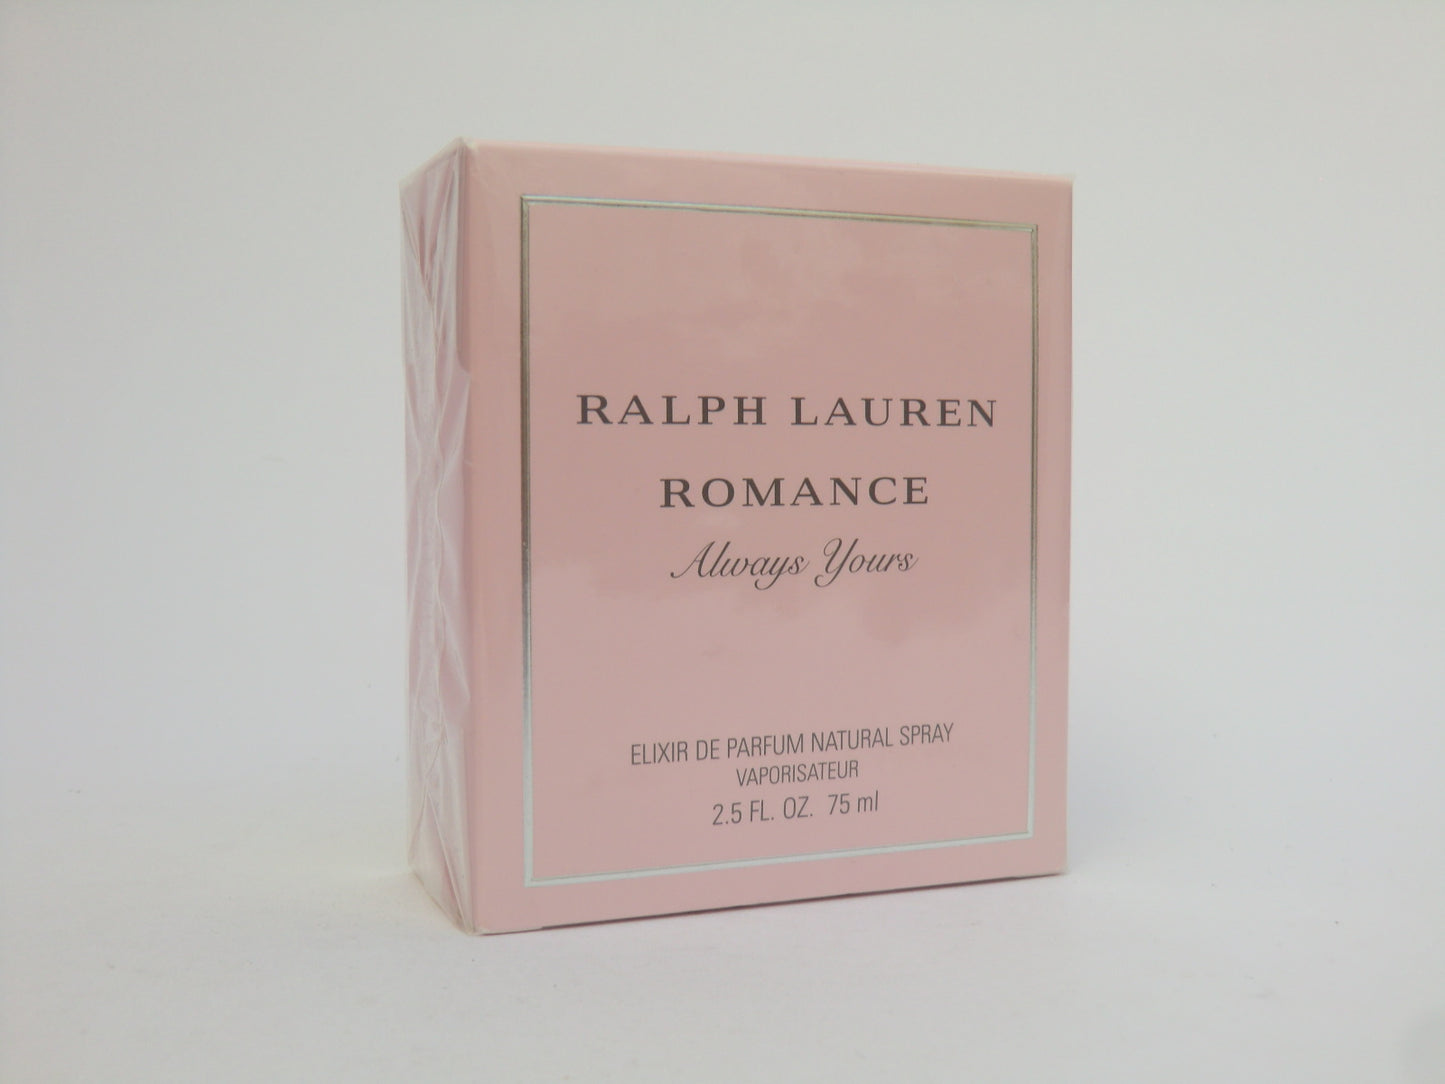 RALPH LAUREN
ROMANCE
Always Yours
ELIXIR DE PARFUM NATURAL SPRAY
VAPORISATEUR
2.5 FL. OZ. 75 ml